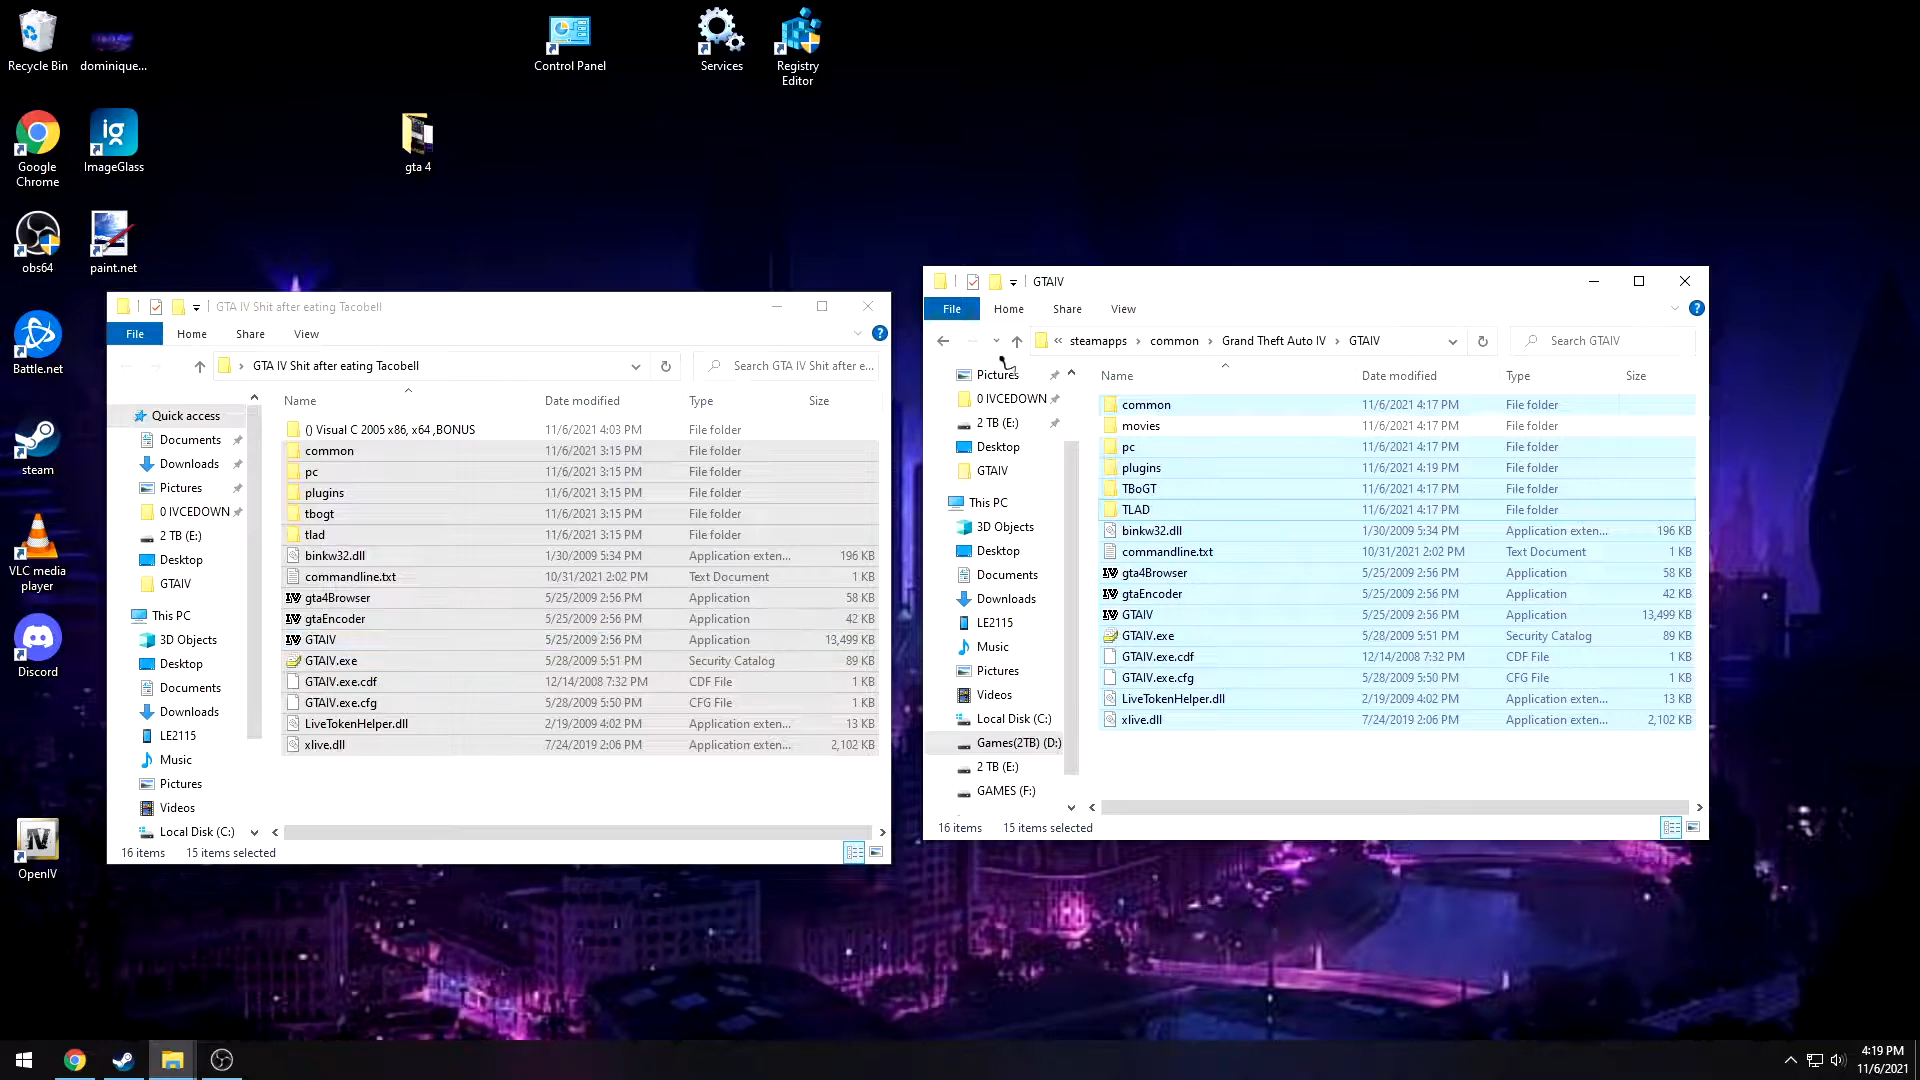 Recycle Bin
dominique...
Control Panel
Services
Registry
Editor
Google
Chrome
ImageGlass
gta 4
obs64
paint.net
Battle.net
steam
VLC media
player
Discord
OpenIV
GTA IV Shit after eating Tacobell
File
Home
Share
View
GTA IV Shit after eating Tacobell
Search GTA IV Shit after e...
Name
Date modified
Type
Size
Quick access
Documents
Downloads
Pictures
0 IVCEDOWN
2 TB (E:)
Desktop
GTAIV
This PC
3D Objects
Desktop
Documents
Downloads
LE2115
Music
Pictures
Videos
Local Disk (C:)
() Visual C 2005 x86, x64 ,BONUS 11/6/2021 4:03 PM File folder
common 11/6/2021 3:15 PM File folder
pc 11/6/2021 3:15 PM File folder
plugins 11/6/2021 3:15 PM File folder
tbogt 11/6/2021 3:15 PM File folder
tlad 11/6/2021 3:15 PM File folder
binkw32.dll 1/30/2009 5:34 PM Application exten... 196 KB
commandline.txt 10/31/2021 2:02 PM Text Document 1 KB
gta4Browser 5/25/2009 2:56 PM Application 58 KB
gtaEncoder 5/25/2009 2:56 PM Application 42 KB
GTAIV 5/25/2009 2:56 PM Application 13,499 KB
GTAIV.exe 5/28/2009 5:51 PM Security Catalog 89 KB
GTAIV.exe.cdf 12/14/2008 7:32 PM CDF File 1 KB
GTAIV.exe.cfg 5/28/2009 5:50 PM CFG File 1 KB
LiveTokenHelper.dll 2/19/2009 4:02 PM Application exten... 13 KB
xlive.dll 7/24/2019 2:06 PM Application exten... 2,102 KB
16 items 15 items selected
GTAIV
File
Home
Share
View
« steamapps > common > Grand Theft Auto IV > GTAIV
Search GTAIV
Name
Date modified
Type
Size
Pictures
0 IVCEDOWN
2 TB (E:)
Desktop
GTAIV
This PC
3D Objects
Desktop
Documents
Downloads
LE2115
Music
Pictures
Videos
Local Disk (C:)
Games(2TB) (D:)
2 TB (E:)
GAMES (F:)
common 11/6/2021 4:17 PM File folder
movies 11/6/2021 4:17 PM File folder
pc 11/6/2021 4:17 PM File folder
plugins 11/6/2021 4:19 PM File folder
TBoGT 11/6/2021 4:17 PM File folder
TLAD 11/6/2021 4:17 PM File folder
binkw32.dll 1/30/2009 5:34 PM Application exten... 196 KB
commandline.txt 10/31/2021 2:02 PM Text Document 1 KB
gta4Browser 5/25/2009 2:56 PM Application 58 KB
gtaEncoder 5/25/2009 2:56 PM Application 42 KB
GTAIV 5/25/2009 2:56 PM Application 13,499 KB
GTAIV.exe 5/28/2009 5:51 PM Security Catalog 89 KB
GTAIV.exe.cdf 12/14/2008 7:32 PM CDF File 1 KB
GTAIV.exe.cfg 5/28/2009 5:50 PM CFG File 1 KB
LiveTokenHelper.dll 2/19/2009 4:02 PM Application exten... 13 KB
xlive.dll 7/24/2019 2:06 PM Application exten... 2,102 KB
16 items 15 items selected
4:19 PM
11/6/2021